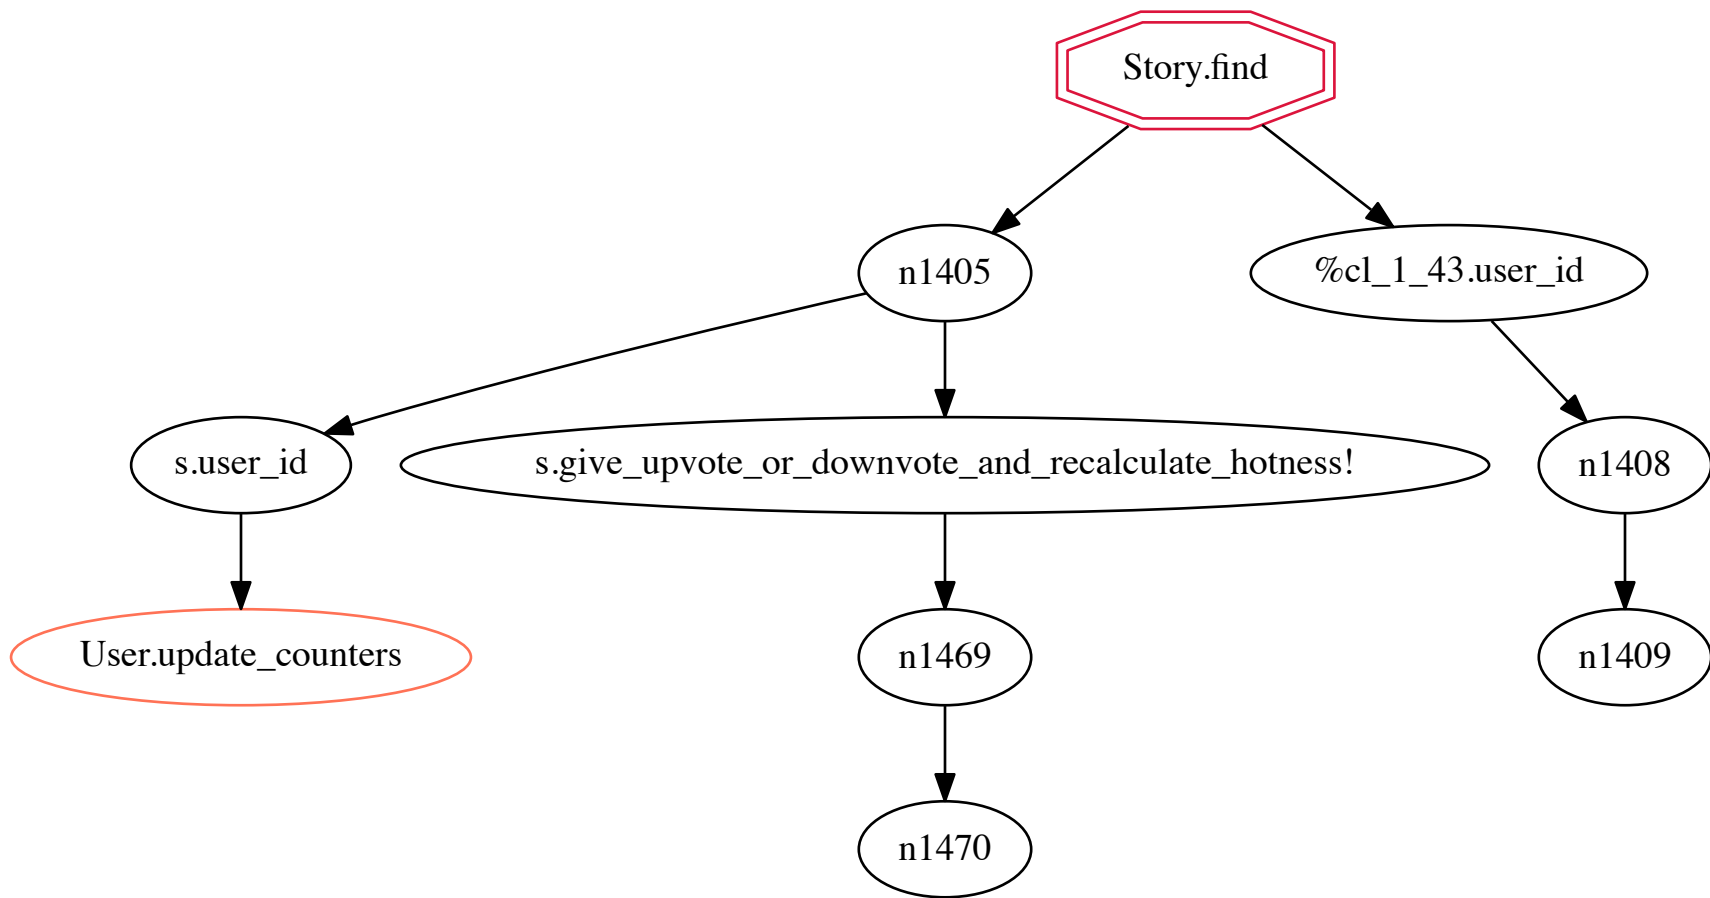 Story.find
n1405
%cl_1_43.user_id
s.user_id
s.give_upvote_or_downvote_and_recalculate_hotness!
n1408
User.update_counters
n1469
n1409
n1470